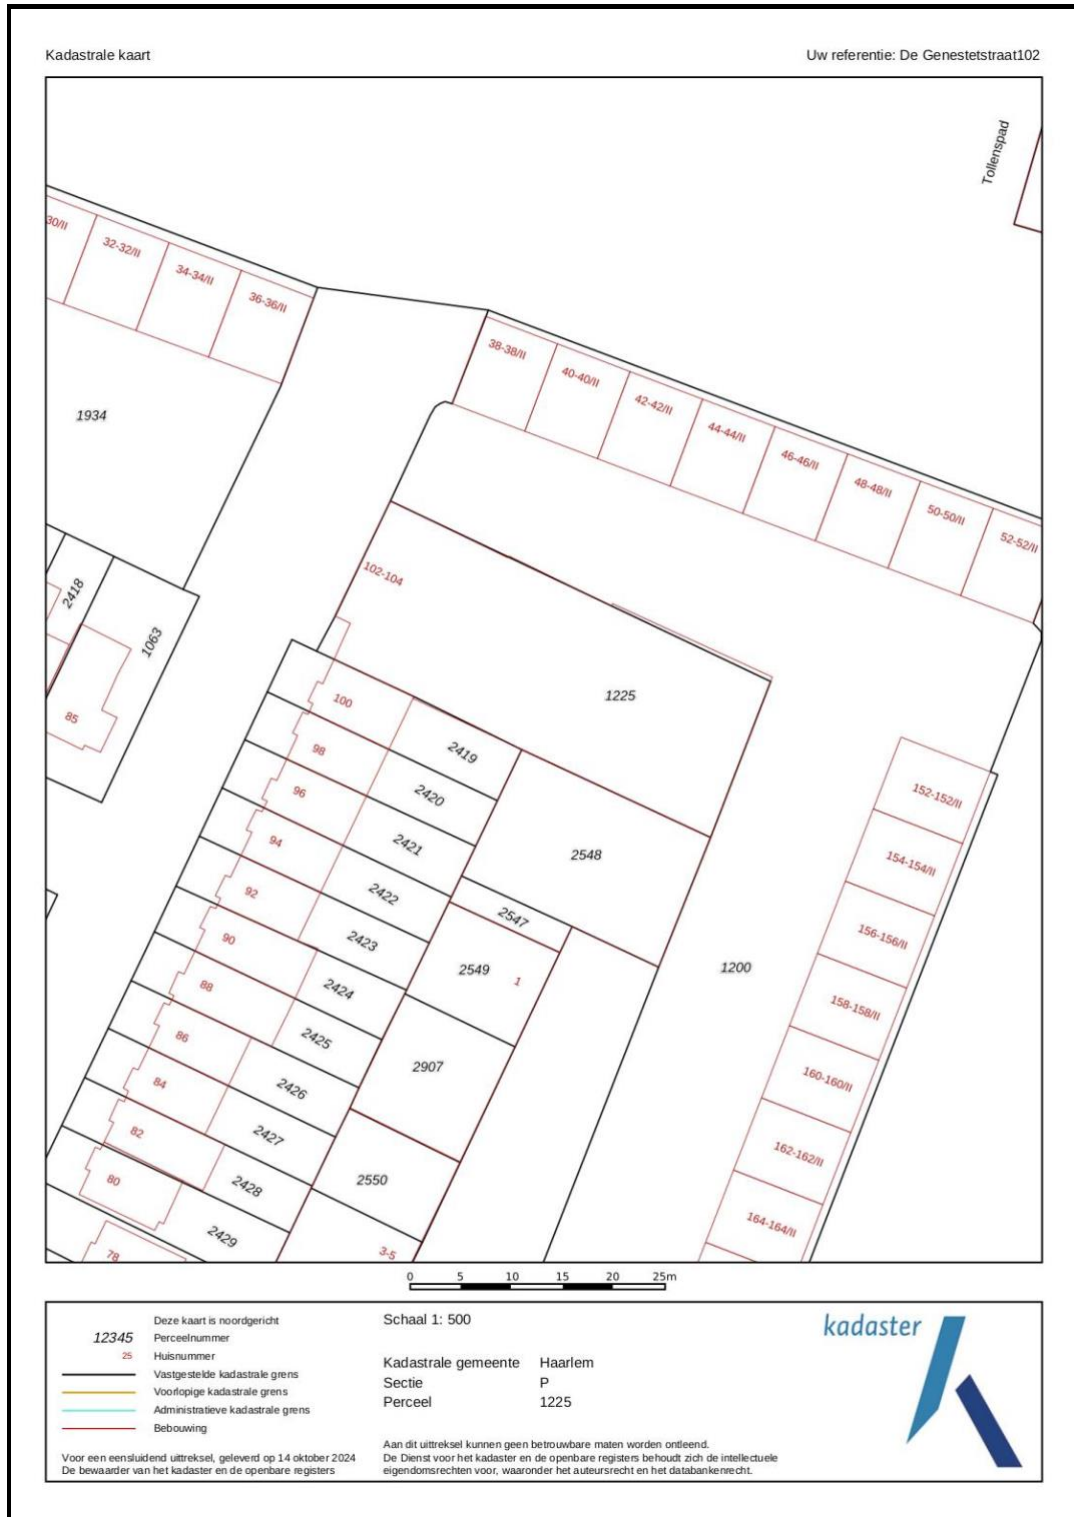 Kadastrale kaart
Uw referentie: De Genestetstraat102
Tollenspad
30/II
32-32/II
34-34/II
36-36/II
38-38/II
40-40/II
42-42/II
44-44/II
46-46/II
48-48/II
50-50/II
52-52/II
1934
102-104
2418
1063
85
1225
100
2419
98
2420
96
2421
94
2422
92
2423
90
2424
88
2425
86
2426
84
2427
82
2428
80
2429
78
2548
2547
2549
1
2907
2550
3-5
1200
152-152/II
154-154/II
156-156/II
158-158/II
160-160/II
162-162/II
164-164/II
0 5 10 15 20 25m
Deze kaart is noordgericht
12345 Perceelnummer
25 Huisnummer
Vastgestelde kadastrale grens
Voorlopige kadastrale grens
Administratieve kadastrale grens
Bebouwing
Voor een eensluidend uittreksel, geleverd op 14 oktober 2024
De bewaarder van het kadaster en de openbare registers
Schaal 1: 500
Kadastrale gemeente Haarlem
Sectie P
Perceel 1225
Aan dit uittreksel kunnen geen betrouwbare maten worden ontleend.
De Dienst voor het kadaster en de openbare registers behoudt zich de intellectuele
eigendomsrechten voor, waaronder het auteursrecht en het databankenrecht.
kadaster